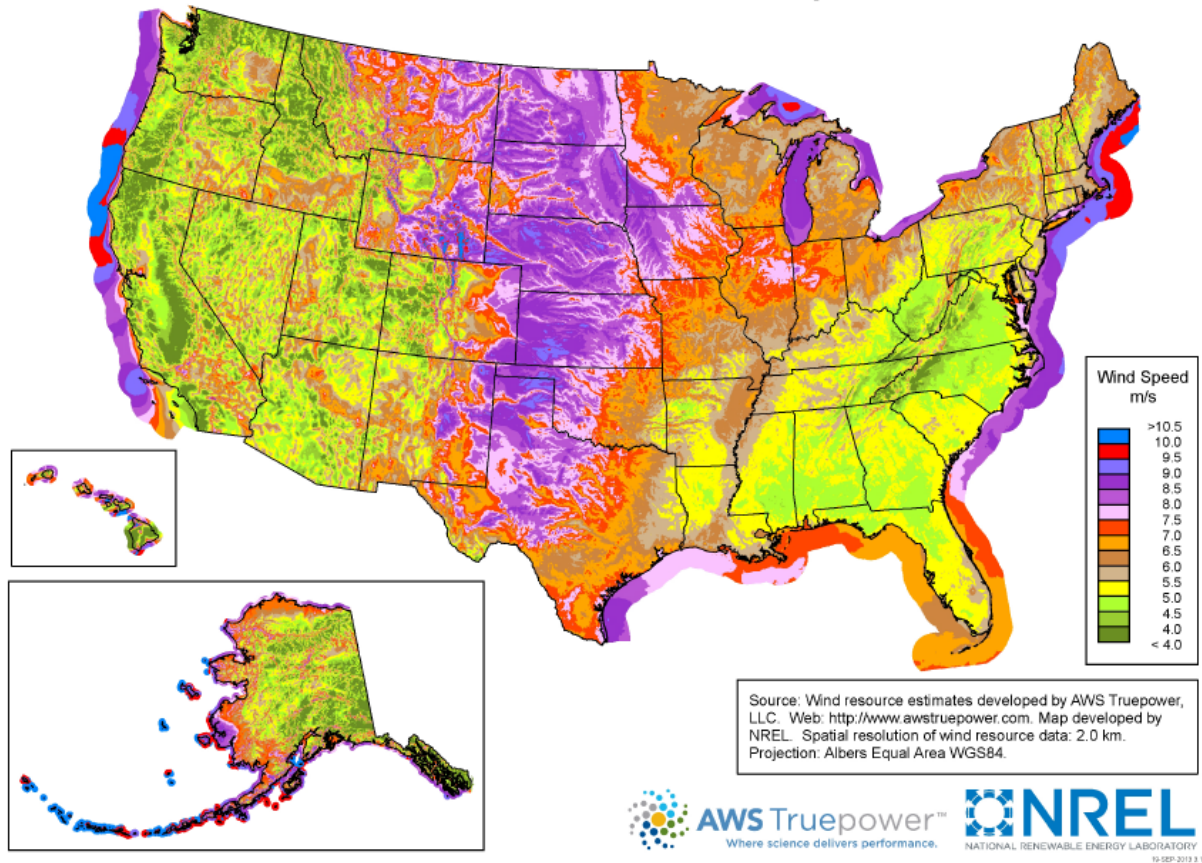 Wind Speed
m/s
>10.5
10.0
9.5
9.0
8.5
8.0
7.5
7.0
6.5
6.0
5.5
5.0
4.5
4.0
< 4.0
Source: Wind resource estimates developed by AWS Truepower,
LLC. Web: http://www.awstruepower.com. Map developed by
NREL. Spatial resolution of wind resource data: 2.0 km.
Projection: Albers Equal Area WGS84.
AWS Truepower™
Where science delivers performance.
NREL
NATIONAL RENEWABLE ENERGY LABORATORY